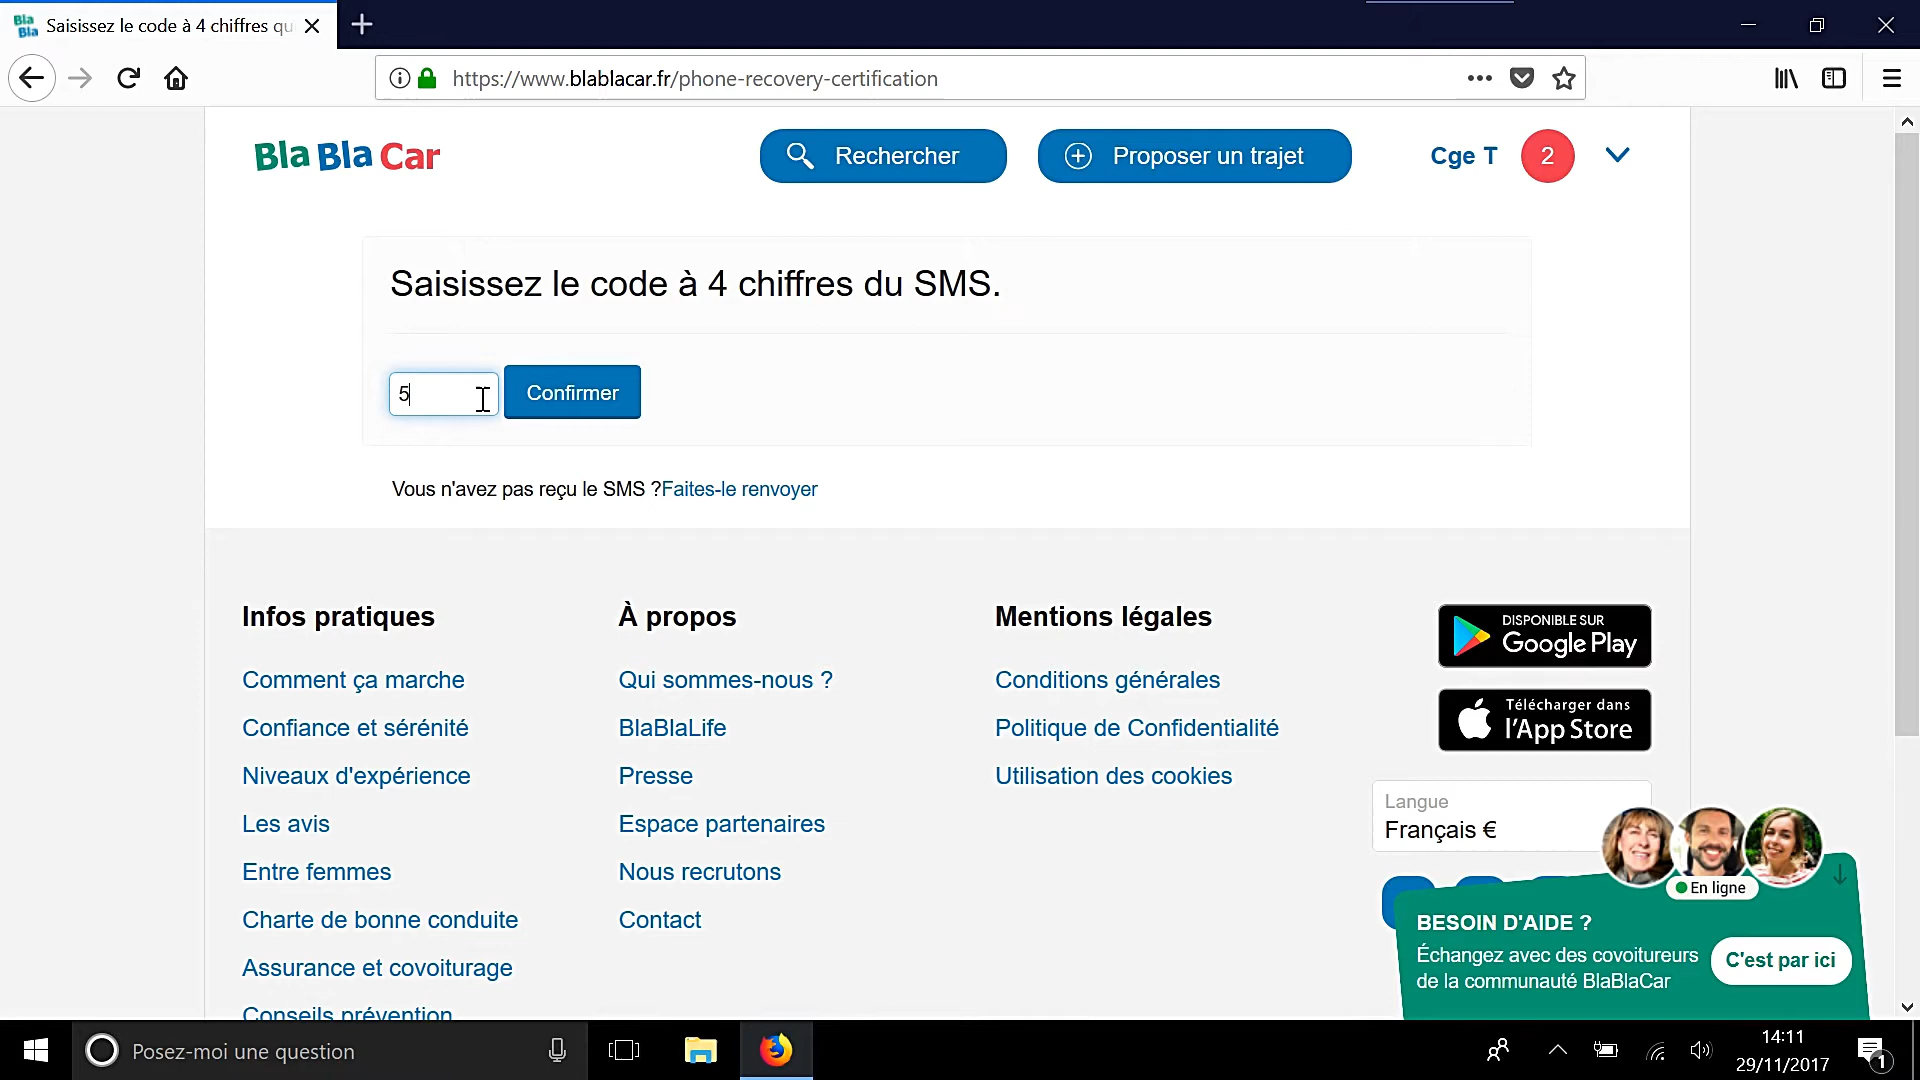 Bla
Bla
Saisissez le code à 4 chiffres qu
https://www.blablacar.fr/phone-recovery-certification
Bla Bla Car
Rechercher
Proposer un trajet
Cge T
2
Saisissez le code à 4 chiffres du SMS.
5
Confirmer
Vous n'avez pas reçu le SMS ?Faites-le renvoyer
Infos pratiques
Comment ça marche
Confiance et sérénité
Niveaux d'expérience
Les avis
Entre femmes
Charte de bonne conduite
Assurance et covoiturage
Conseils prévention
À propos
Qui sommes-nous ?
BlaBlaLife
Presse
Espace partenaires
Nous recrutons
Contact
Mentions légales
Conditions générales
Politique de Confidentialité
Utilisation des cookies
DISPONIBLE SUR
Google Play
Télécharger dans
l'App Store
Langue
Français €
En ligne
BESOIN D'AIDE ?
Échangez avec des covoitureurs
de la communauté BlaBlaCar
C'est par ici
Posez-moi une question
14:11
29/11/2017
1